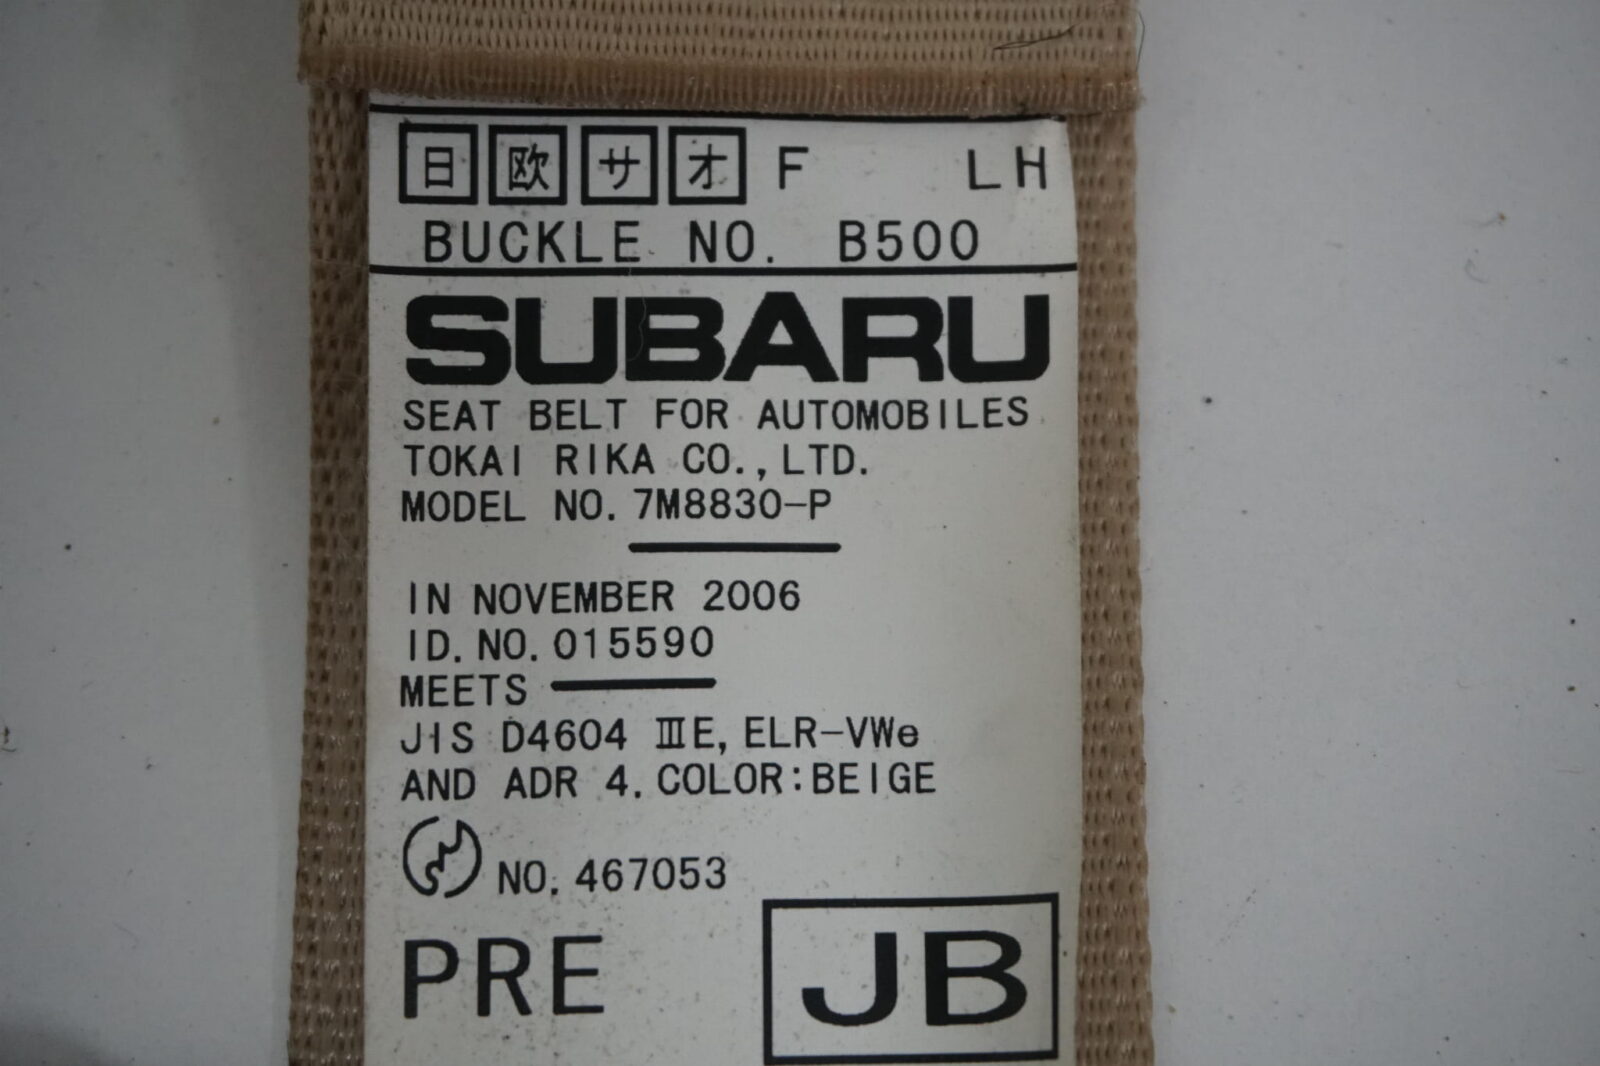 日 欧 サ オ F LH
BUCKLE NO. B500
SUBARU
SEAT BELT FOR AUTOMOBILES
TOKAI RIKA CO.,LTD.
MODEL NO. 7M8830-P
IN NOVEMBER 2006
ID. NO. 015590
MEETS
JIS D4604 ⅢE, ELR-VWe
AND ADR 4. COLOR:BEIGE
NO. 467053
PRE JB